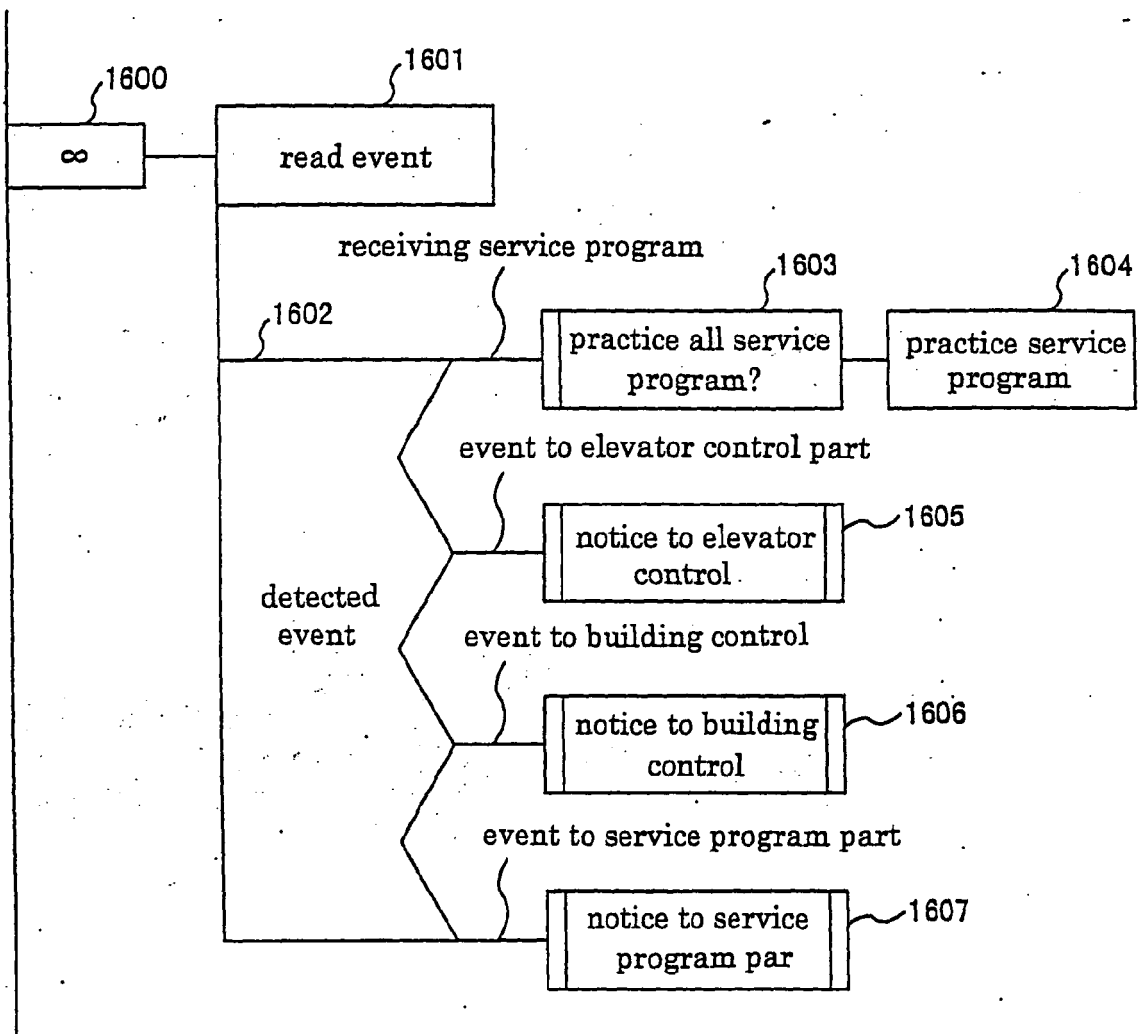 1600
1601
∞
read event
receiving service program
1602
1603
1604
practice all service
program?
practice service
program
event to elevator control part
1605
notice to elevator
control
detected
event
event to building control
1606
notice to building
control
event to service program part
1607
notice to service
program par